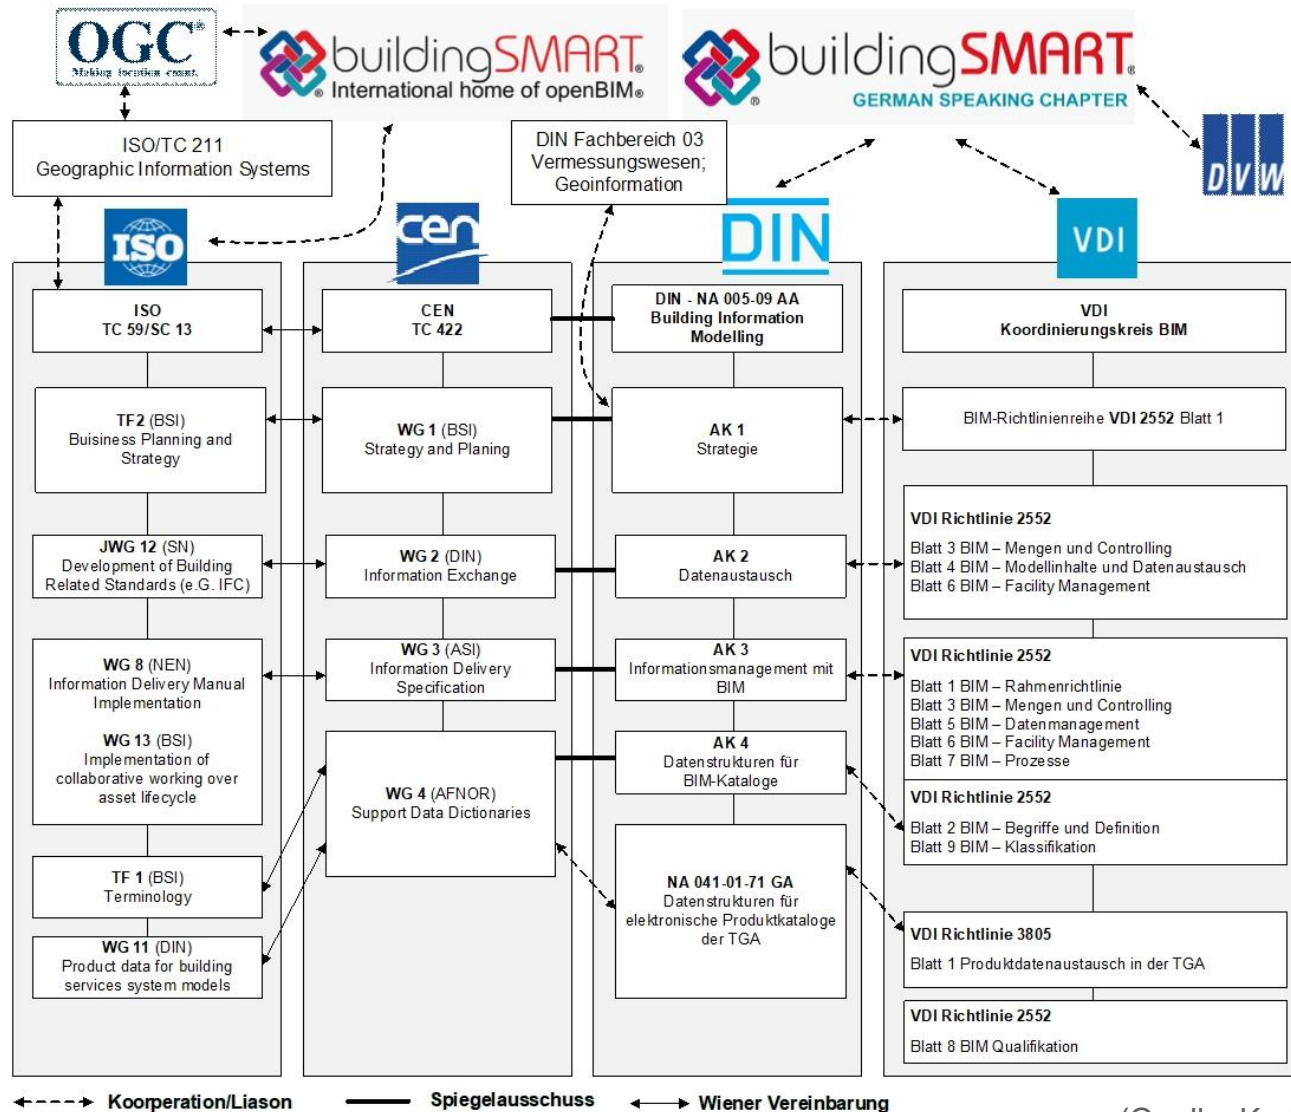 OGC®
Making location count.
buildingSMART®
International home of openBIM®
buildingSMART®
GERMAN SPEAKING CHAPTER
ISO/TC 211
Geographic Information Systems
DIN Fachbereich 03
Vermessungswesen;
Geoinformation
DVW
ISO
cen
DIN
VDI
ISO
TC 59/SC 13
TF2 (BSI)
Buisiness Planning and
Strategy
JWG 12 (SN)
Development of Building
Related Standards (e.G. IFC)
WG 8 (NEN)
Information Delivery Manual
Implementation
WG 13 (BSI)
Implementation of
collaborative working over
asset lifecycle
TF 1 (BSI)
Terminology
WG 11 (DIN)
Product data for building
services system models
CEN
TC 422
WG 1 (BSI)
Strategy and Planing
WG 2 (DIN)
Information Exchange
WG 3 (ASI)
Information Delivery
Specification
WG 4 (AFNOR)
Support Data Dictionaries
DIN - NA 005-09 AA
Building Information
Modelling
AK 1
Strategie
AK 2
Datenaustausch
AK 3
Informationsmanagement mit
BIM
AK 4
Datenstrukturen für
BIM-Kataloge
NA 041-01-71 GA
Datenstrukturen für
elektronische Produktkataloge
der TGA
VDI
Koordinierungskreis BIM
BIM-Richtlinienreihe VDI 2552 Blatt 1
VDI Richtlinie 2552
Blatt 3 BIM – Mengen und Controlling
Blatt 4 BIM – Modellinhalte und Datenaustausch
Blatt 6 BIM – Facility Management
VDI Richtlinie 2552
Blatt 1 BIM – Rahmenrichtlinie
Blatt 3 BIM – Mengen und Controlling
Blatt 5 BIM – Datenmanagement
Blatt 6 BIM – Facility Management
Blatt 7 BIM – Prozesse
VDI Richtlinie 2552
Blatt 2 BIM – Begriffe und Definition
Blatt 9 BIM – Klassifikation
VDI Richtlinie 3805
Blatt 1 Produktdatenaustausch in der TGA
VDI Richtlinie 2552
Blatt 8 BIM Qualifikation
Koorperation/Liason
Spiegelausschuss
Wiener Vereinbarung